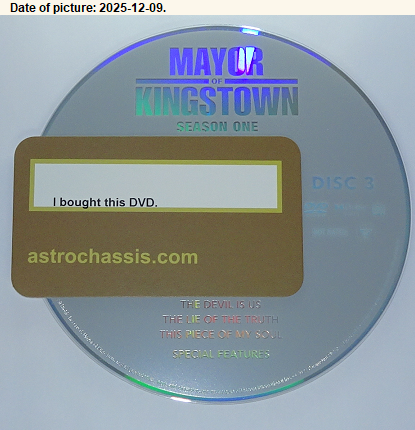 Date of picture: 2025-12-09.
MAYOR
OF
KINGSTOWN
SEASON ONE
DISC 3
I bought this DVD.
astrochassis.com
THE DEVIL IS US
THE LIE OF THE TRUTH
THIS PIECE OF MY SOUL
SPECIAL FEATURES